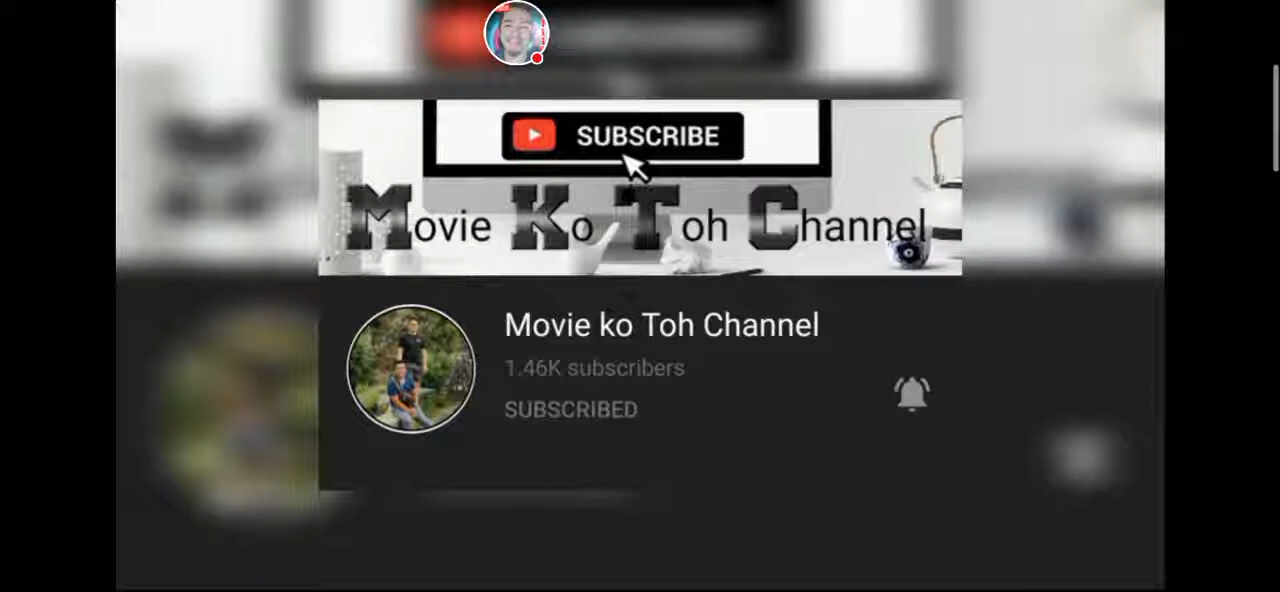 SUBSCRIBE
Movie Ko Toh Channel
Movie ko Toh Channel
1.46K subscribers
SUBSCRIBED